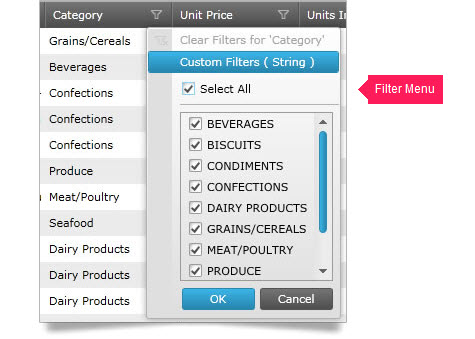 Category Unit Price Units In
Grains/Cereals
Clear Filters for 'Category'
Beverages
Custom Filters ( String )
Confections
Select All
Filter Menu
Confections
BEVERAGES
Confections
BISCUITS
Produce
CONDIMENTS
Meat/Poultry
CONFECTIONS
Seafood
DAIRY PRODUCTS
Dairy Products
GRAINS/CEREALS
Dairy Products
MEAT/POULTRY
Dairy Products
PRODUCE
OK Cancel